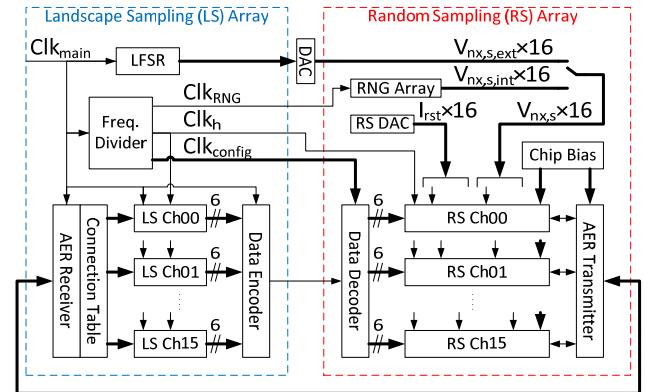 Landscape Sampling (LS) Array
Random Sampling (RS) Array
Clkmain
LFSR
DAC
Vnx,s,ext×16
ClkRNG
RNG Array
Vnx,s,int×16
Freq. Divider
Clkh
RS DAC
Irst×16
Vnx,s×16
Clkconfig
Chip Bias
AER Receiver
Connection Table
LS Ch00
6
Data Encoder
Data Decoder
6
RS Ch00
AER Transmitter
LS Ch01
6
6
RS Ch01
LS Ch15
6
6
RS Ch15